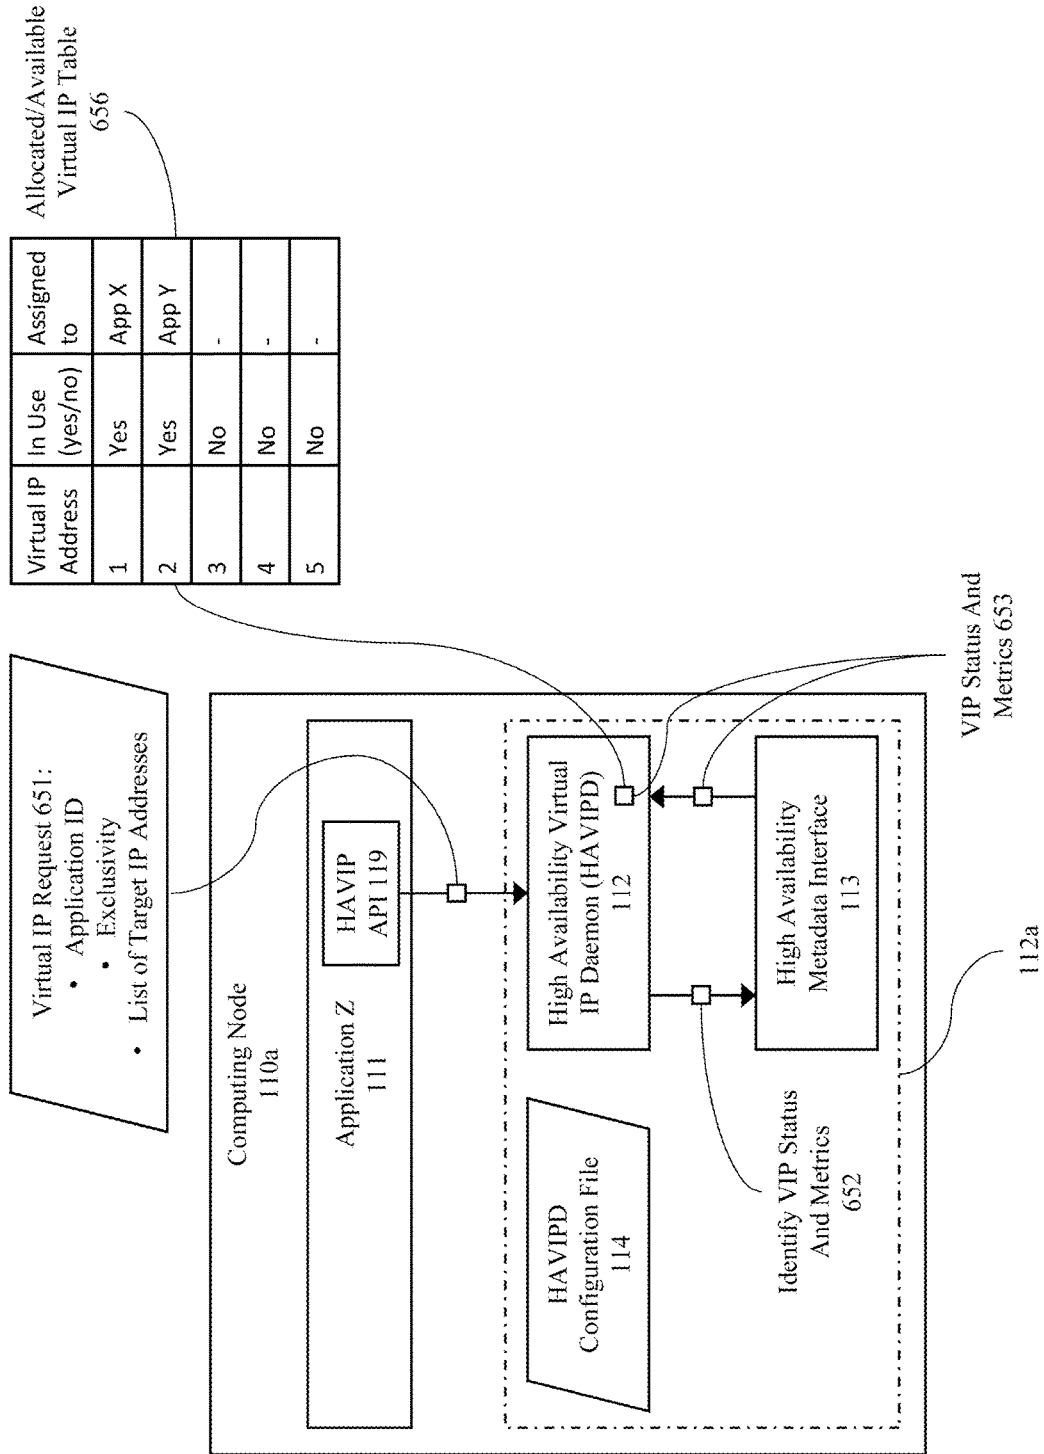 Virtual IP Request 651:
• Application ID
• Exclusivity
• List of Target IP Addresses
Virtual IP Address
In Use (yes/no)
Assigned to
1 Yes App X
2 Yes App Y
3 No -
4 No -
5 No -
Allocated/Available
Virtual IP Table
656
Computing Node
110a
Application Z
111
HAVIP
API 119
HAVIPD
Configuration File
114
High Availability Virtual
IP Daemon (HAVIPD)
112
Identify VIP Status
And Metrics
652
High Availability
Metadata Interface
113
VIP Status And
Metrics 653
112a